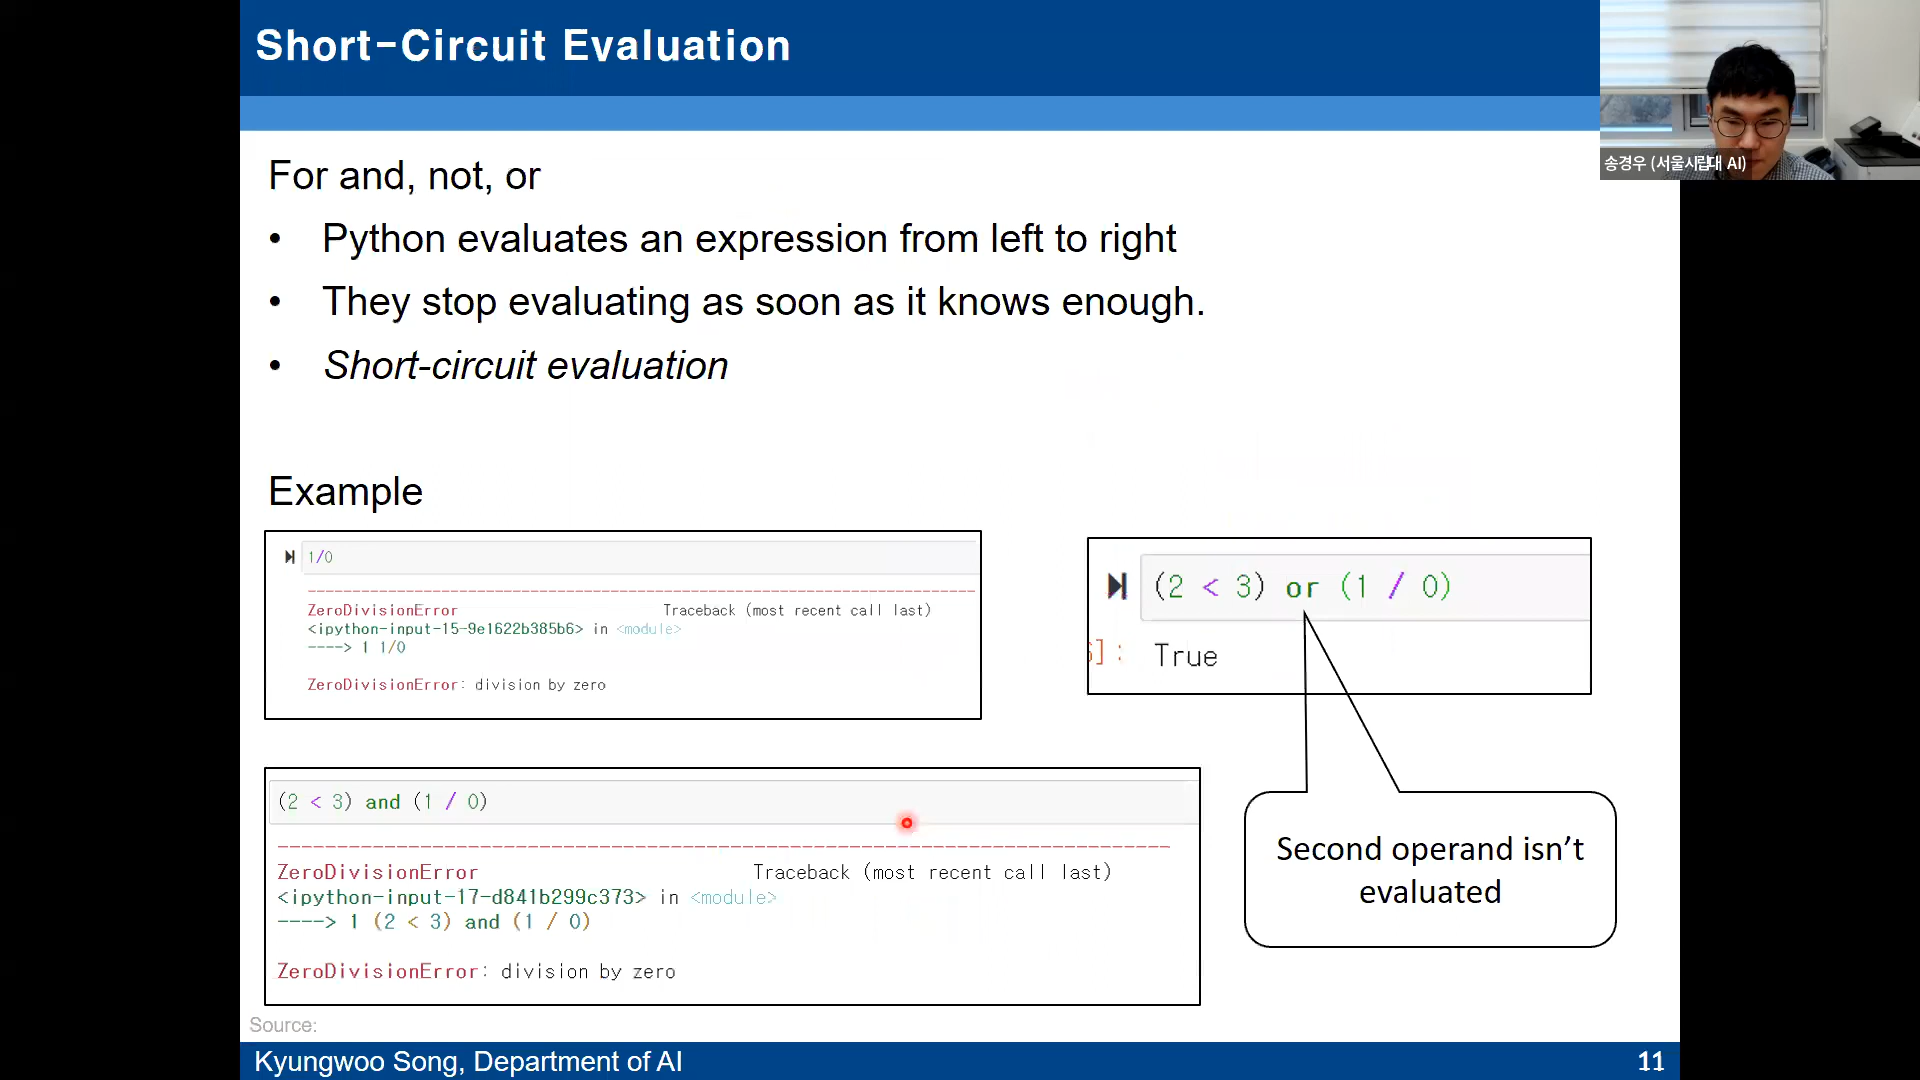 Short-Circuit Evaluation
송경우 (서울시립대 AI)
For and, not, or
• Python evaluates an expression from left to right
• They stop evaluating as soon as it knows enough.
• Short-circuit evaluation
Example
1/0
ZeroDivisionError Traceback (most recent call last)
<ipython-input-15-9e1622b385b6> in <module>
----> 1 1/0
ZeroDivisionError: division by zero
(2 < 3) or (1 / 0)
]: True
(2 < 3) and (1 / 0)
ZeroDivisionError Traceback (most recent call last)
<ipython-input-17-d841b299c373> in <module>
----> 1 (2 < 3) and (1 / 0)
ZeroDivisionError: division by zero
Second operand isn’t
evaluated
Source:
Kyungwoo Song, Department of AI
11